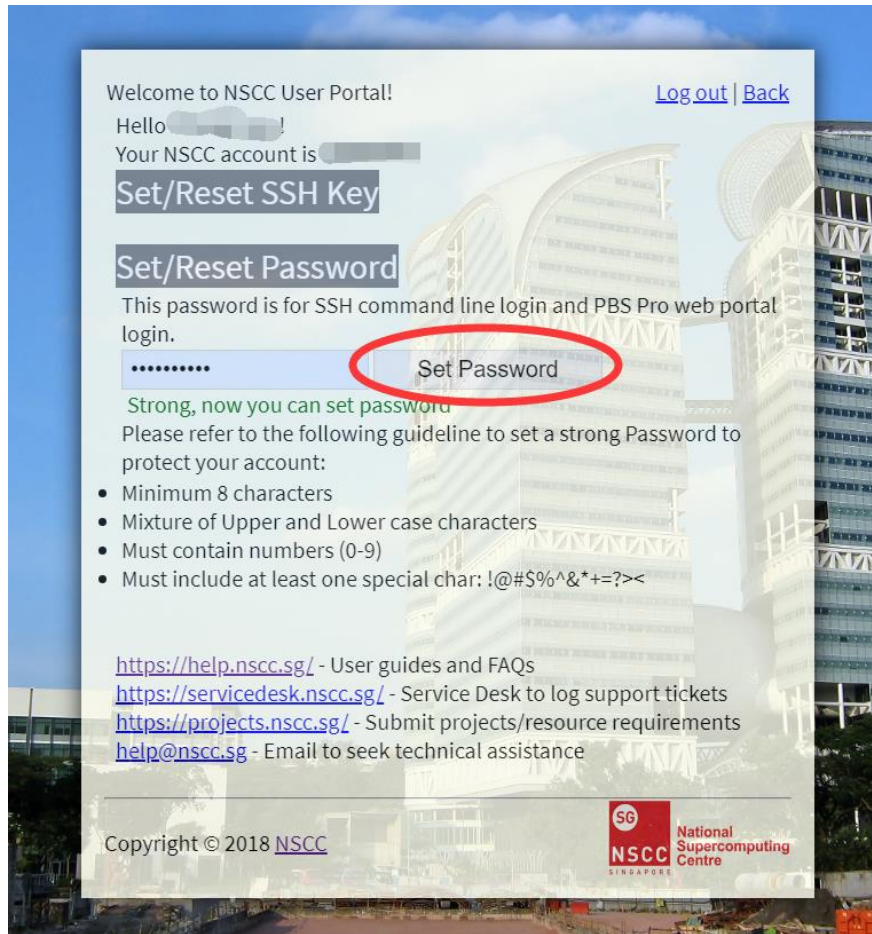 Welcome to NSCC User Portal!
Log out | Back
Hello !
Your NSCC account is
Set/Reset SSH Key
Set/Reset Password
This password is for SSH command line login and PBS Pro web portal
login.
••••••••••
Set Password
Strong, now you can set password
Please refer to the following guideline to set a strong Password to
protect your account:
• Minimum 8 characters
• Mixture of Upper and Lower case characters
• Must contain numbers (0-9)
• Must include at least one special char: !@#$%^&*+=?><
https://help.nscc.sg/ - User guides and FAQs
https://servicedesk.nscc.sg/ - Service Desk to log support tickets
https://projects.nscc.sg/ - Submit projects/resource requirements
help@nscc.sg - Email to seek technical assistance
Copyright © 2018 NSCC
SG
NSCC
SINGAPORE
National
Supercomputing
Centre